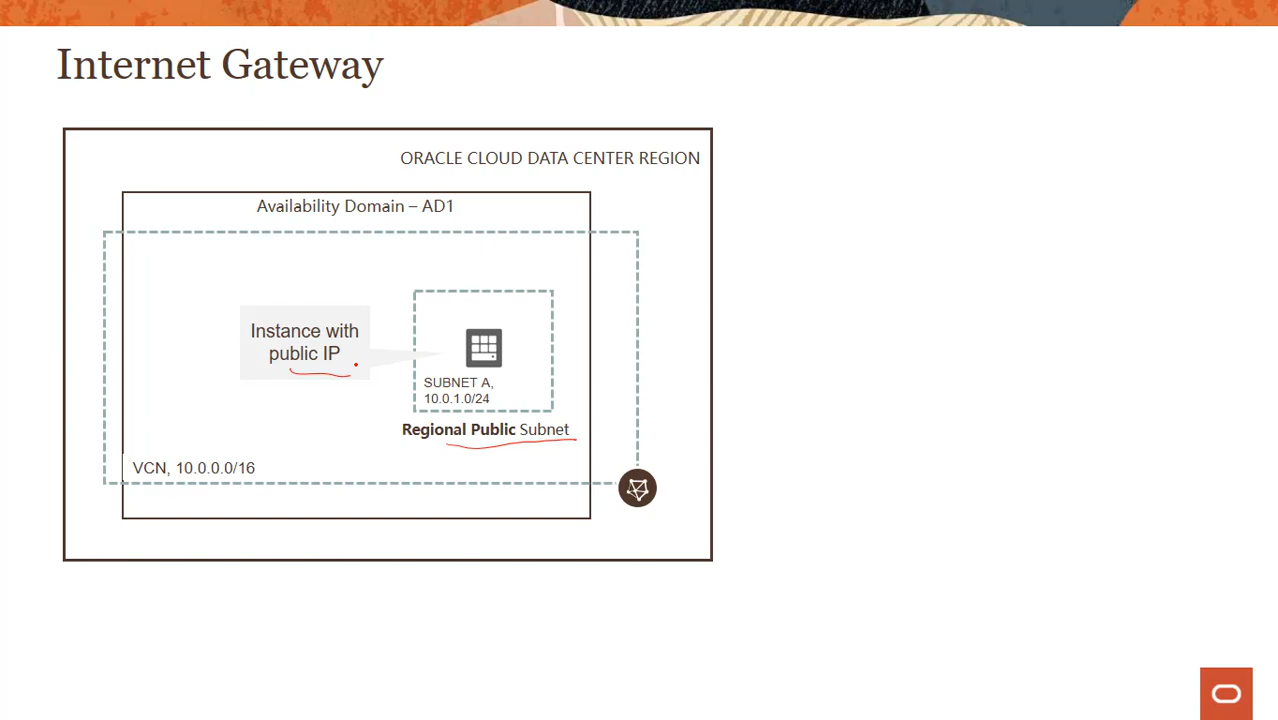 Internet Gateway
ORACLE CLOUD DATA CENTER REGION
Availability Domain – AD1
Instance with
public IP
SUBNET A,
10.0.1.0/24
Regional Public Subnet
VCN, 10.0.0.0/16